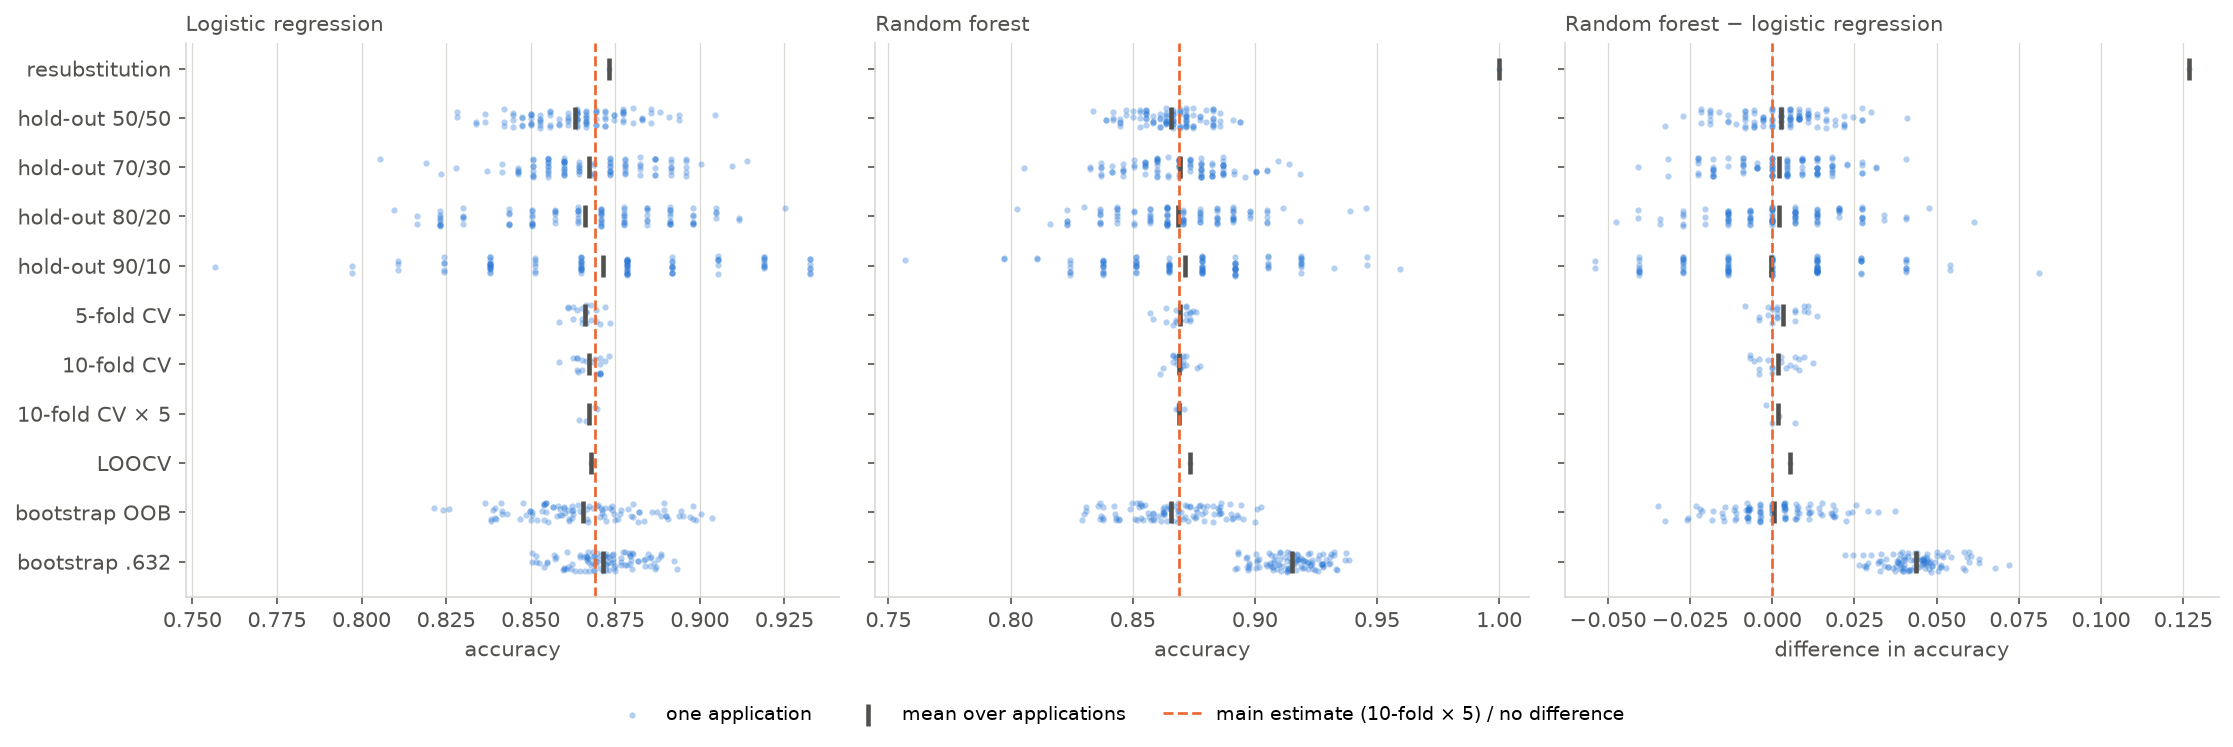 Logistic regression
Random forest
Random forest − logistic regression
resubstitution
hold-out 50/50
hold-out 70/30
hold-out 80/20
hold-out 90/10
5-fold CV
10-fold CV
10-fold CV × 5
LOOCV
bootstrap OOB
bootstrap .632
0.750 0.775 0.800 0.825 0.850 0.875 0.900 0.925
0.75 0.80 0.85 0.90 0.95 1.00
−0.050 −0.025 0.000 0.025 0.050 0.075 0.100 0.125
accuracy
accuracy
difference in accuracy
one application
mean over applications
main estimate (10-fold × 5) / no difference